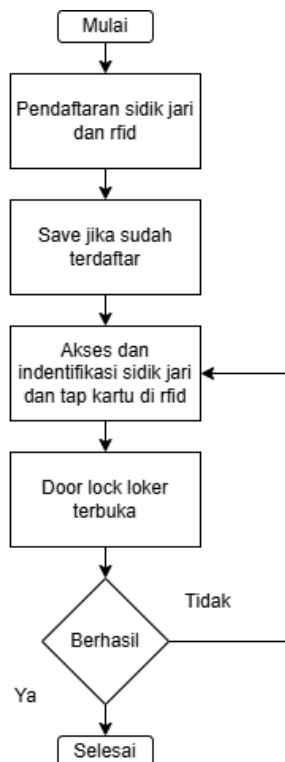 Mulai
Pendaftaran sidik jari
dan rfid
Save jika sudah
terdaftar
Akses dan
indentifikasi sidik jari
dan tap kartu di rfid
Door lock loker
terbuka
Tidak
Berhasil
Ya
Selesai